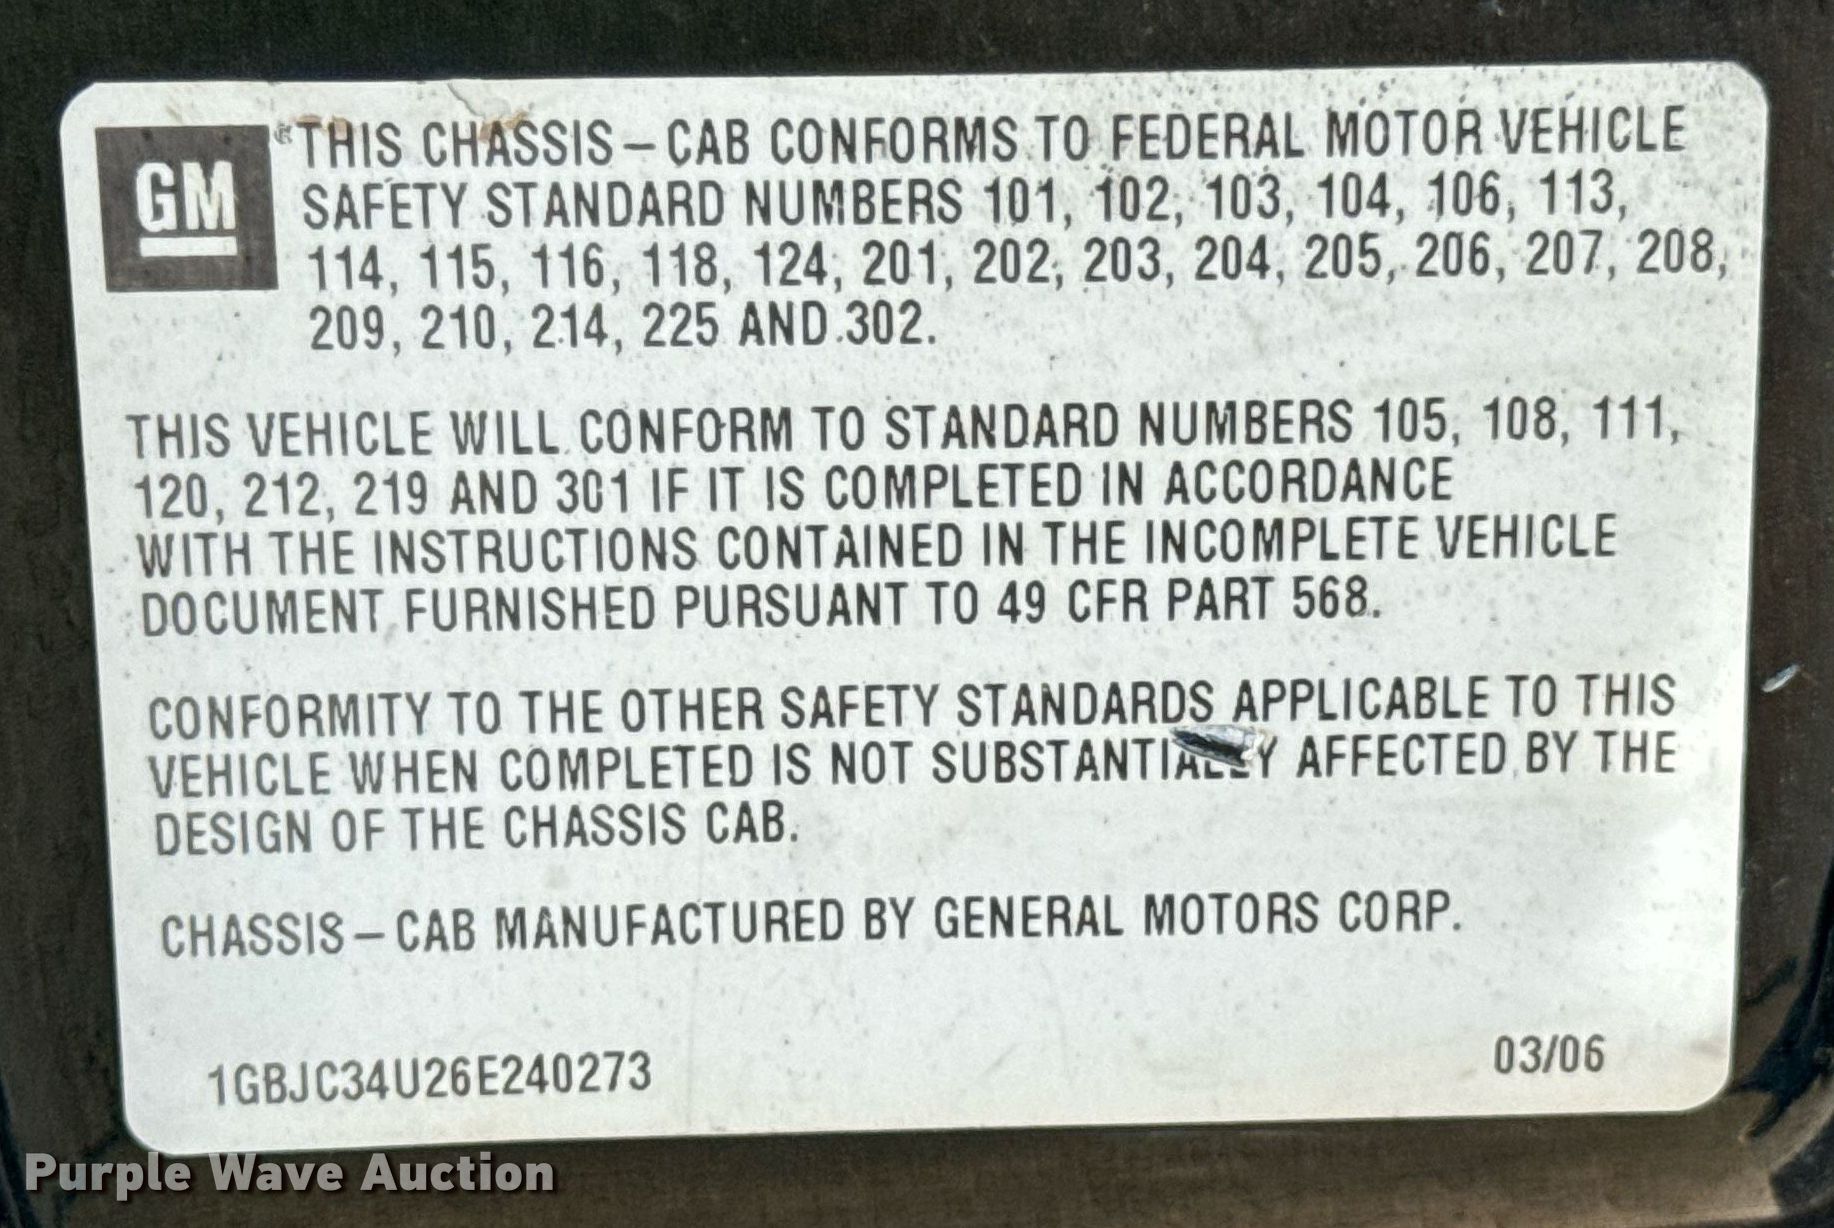 GM
THIS CHASSIS – CAB CONFORMS TO FEDERAL MOTOR VEHICLE
SAFETY STANDARD NUMBERS 101, 102, 103, 104, 106, 113,
114, 115, 116, 118, 124, 201, 202, 203, 204, 205, 206, 207, 208,
209, 210, 214, 225 AND 302.
THIS VEHICLE WILL CONFORM TO STANDARD NUMBERS 105, 108, 111,
120, 212, 219 AND 301 IF IT IS COMPLETED IN ACCORDANCE
WITH THE INSTRUCTIONS CONTAINED IN THE INCOMPLETE VEHICLE
DOCUMENT FURNISHED PURSUANT TO 49 CFR PART 568.
CONFORMITY TO THE OTHER SAFETY STANDARDS APPLICABLE TO THIS
VEHICLE WHEN COMPLETED IS NOT SUBSTANTIALLY AFFECTED BY THE
DESIGN OF THE CHASSIS CAB.
CHASSIS – CAB MANUFACTURED BY GENERAL MOTORS CORP.
1GBJC34U26E240273 03/06
Purple Wave Auction